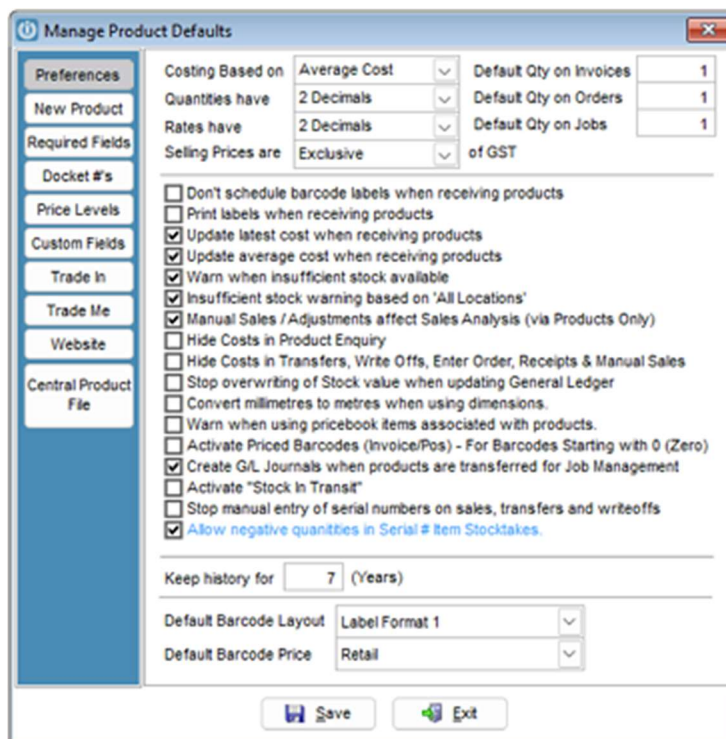 Manage Product Defaults
Preferences
New Product
Required Fields
Docket #'s
Price Levels
Custom Fields
Trade In
Trade Me
Website
Central Product
File
Costing Based on Average Cost Default Qty on Invoices 1
Quantities have 2 Decimals Default Qty on Orders 1
Rates have 2 Decimals Default Qty on Jobs 1
Selling Prices are Exclusive of GST
Don't schedule barcode labels when receiving products
Print labels when receiving products
Update latest cost when receiving products
Update average cost when receiving products
Warn when insufficient stock available
Insufficient stock warning based on 'All Locations'
Manual Sales / Adjustments affect Sales Analysis (via Products Only)
Hide Costs in Product Enquiry
Hide Costs in Transfers, Write Offs, Enter Order, Receipts & Manual Sales
Stop overwriting of Stock value when updating General Ledger
Convert millimetres to metres when using dimensions.
Warn when using pricebook items associated with products.
Activate Priced Barcodes (Invoice/Pos) - For Barcodes Starting with 0 (Zero)
Create G/L Journals when products are transferred for Job Management
Activate "Stock In Transit"
Stop manual entry of serial numbers on sales, transfers and writeoffs
Allow negative quanitities in Serial # Item Stocktakes.
Keep history for 7 (Years)
Default Barcode Layout Label Format 1
Default Barcode Price Retail
Save Exit